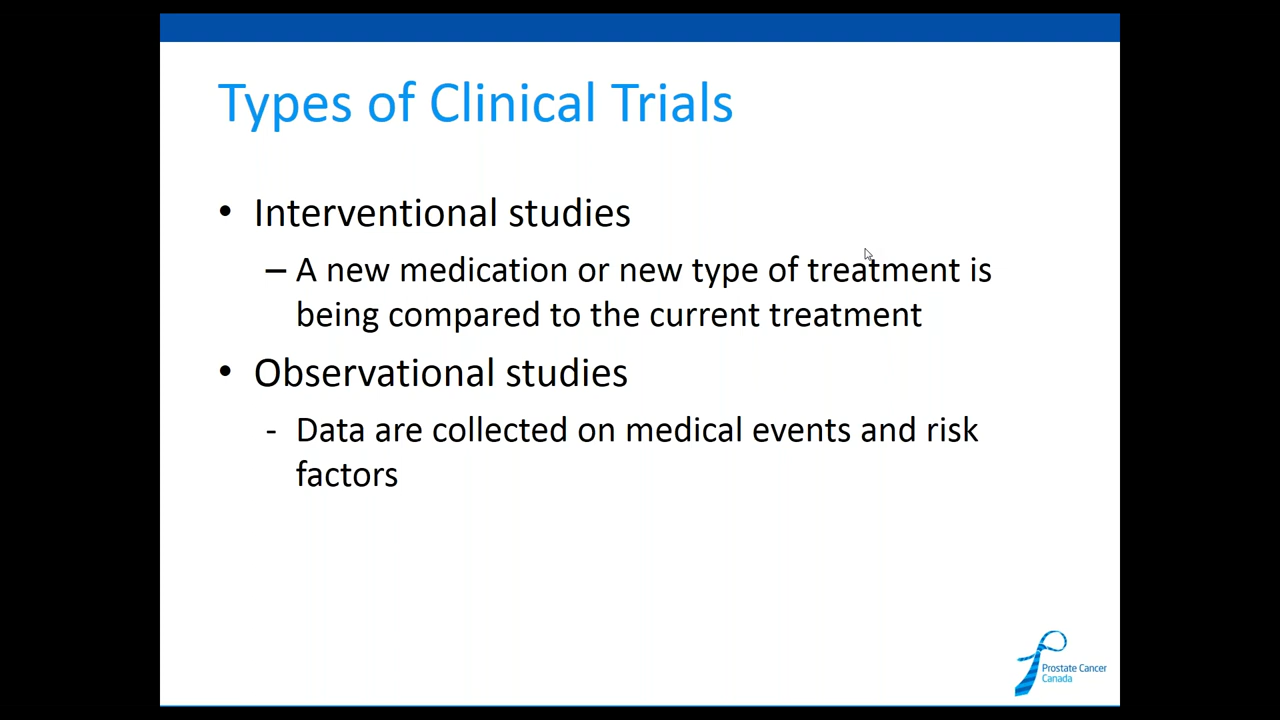 Types of Clinical Trials
• Interventional studies
– A new medication or new type of treatment is
being compared to the current treatment
• Observational studies
- Data are collected on medical events and risk
factors
Prostate Cancer
Canada